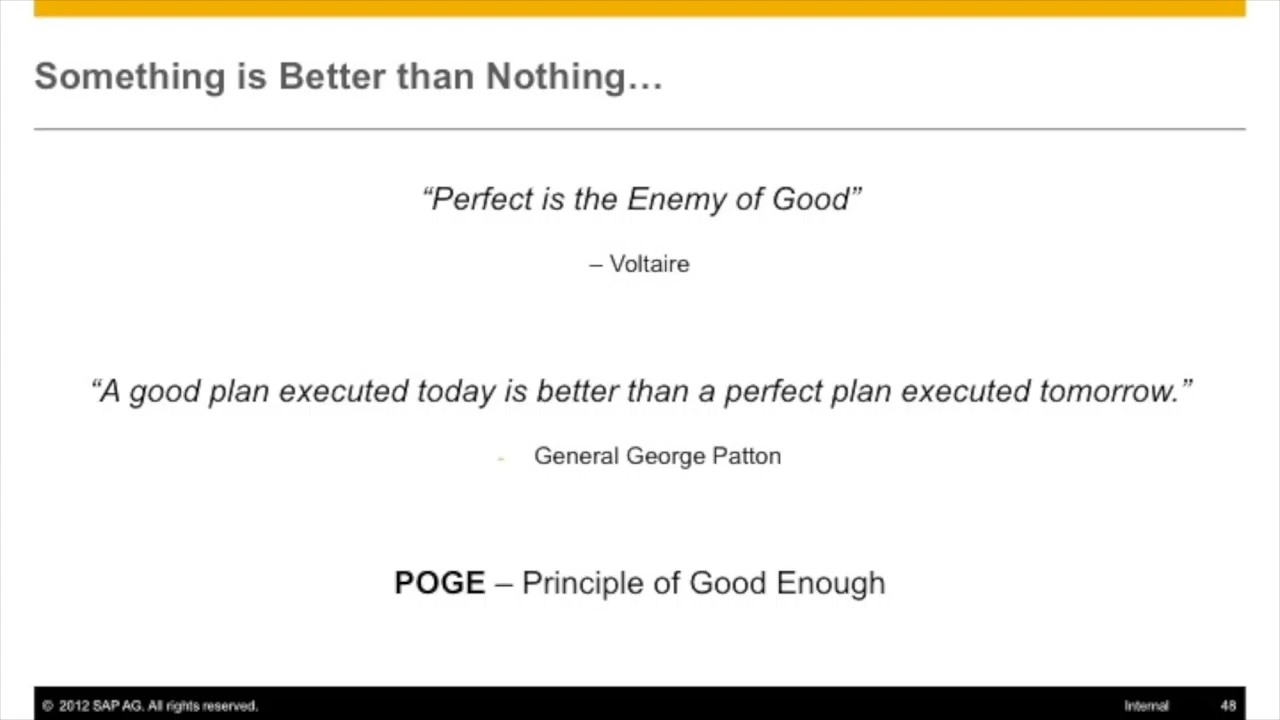 Something is Better than Nothing…
“Perfect is the Enemy of Good”
– Voltaire
“A good plan executed today is better than a perfect plan executed tomorrow.”
- General George Patton
POGE – Principle of Good Enough
© 2012 SAP AG. All rights reserved. Internal 48